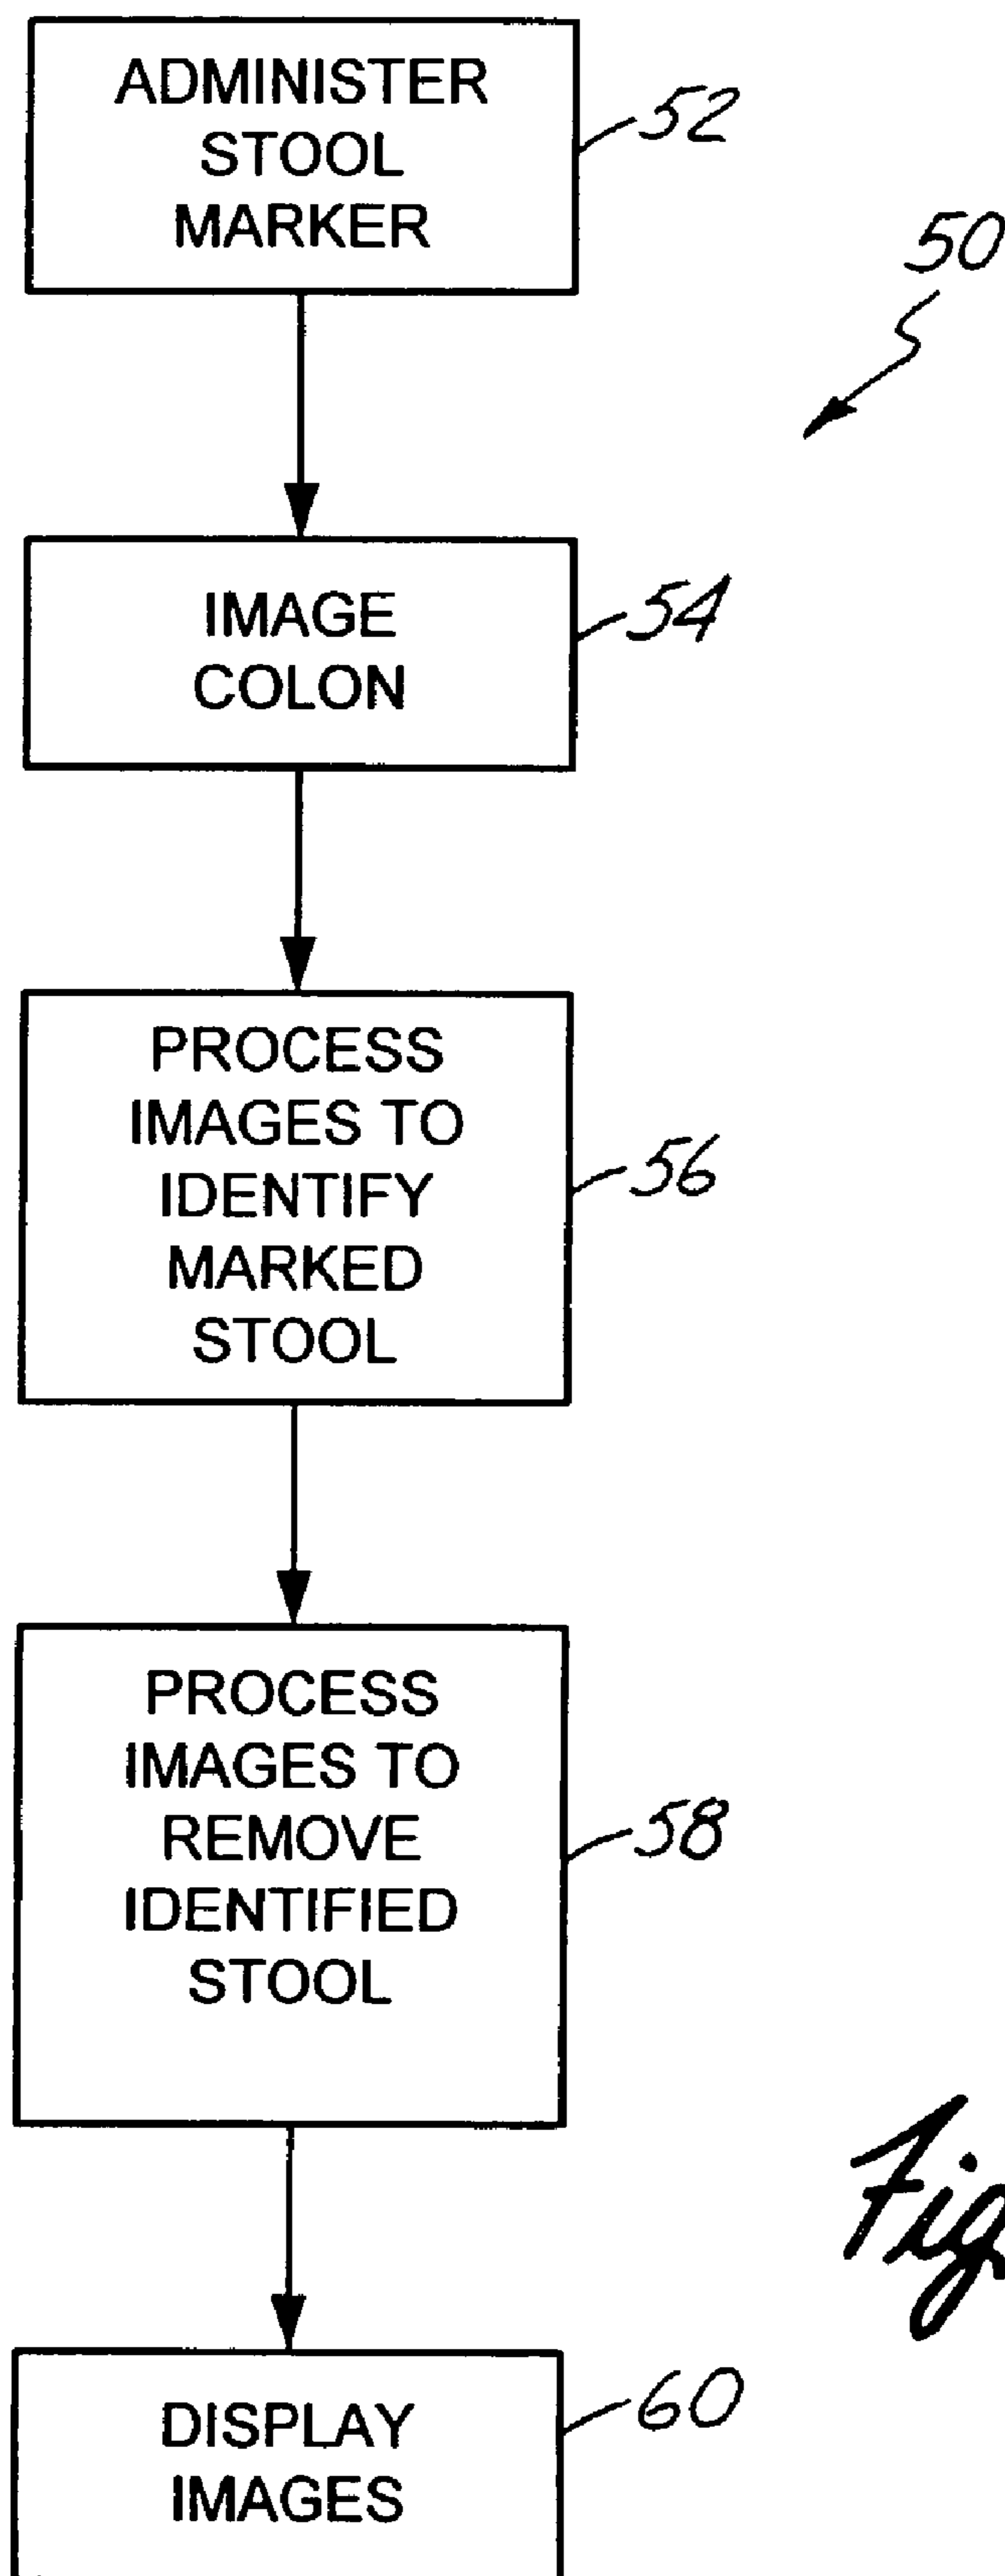 ADMINISTER
STOOL
MARKER
52
50
IMAGE
COLON
54
PROCESS
IMAGES TO
IDENTIFY
MARKED
STOOL
56
PROCESS
IMAGES TO
REMOVE
IDENTIFIED
STOOL
58
Fig
DISPLAY
IMAGES
60